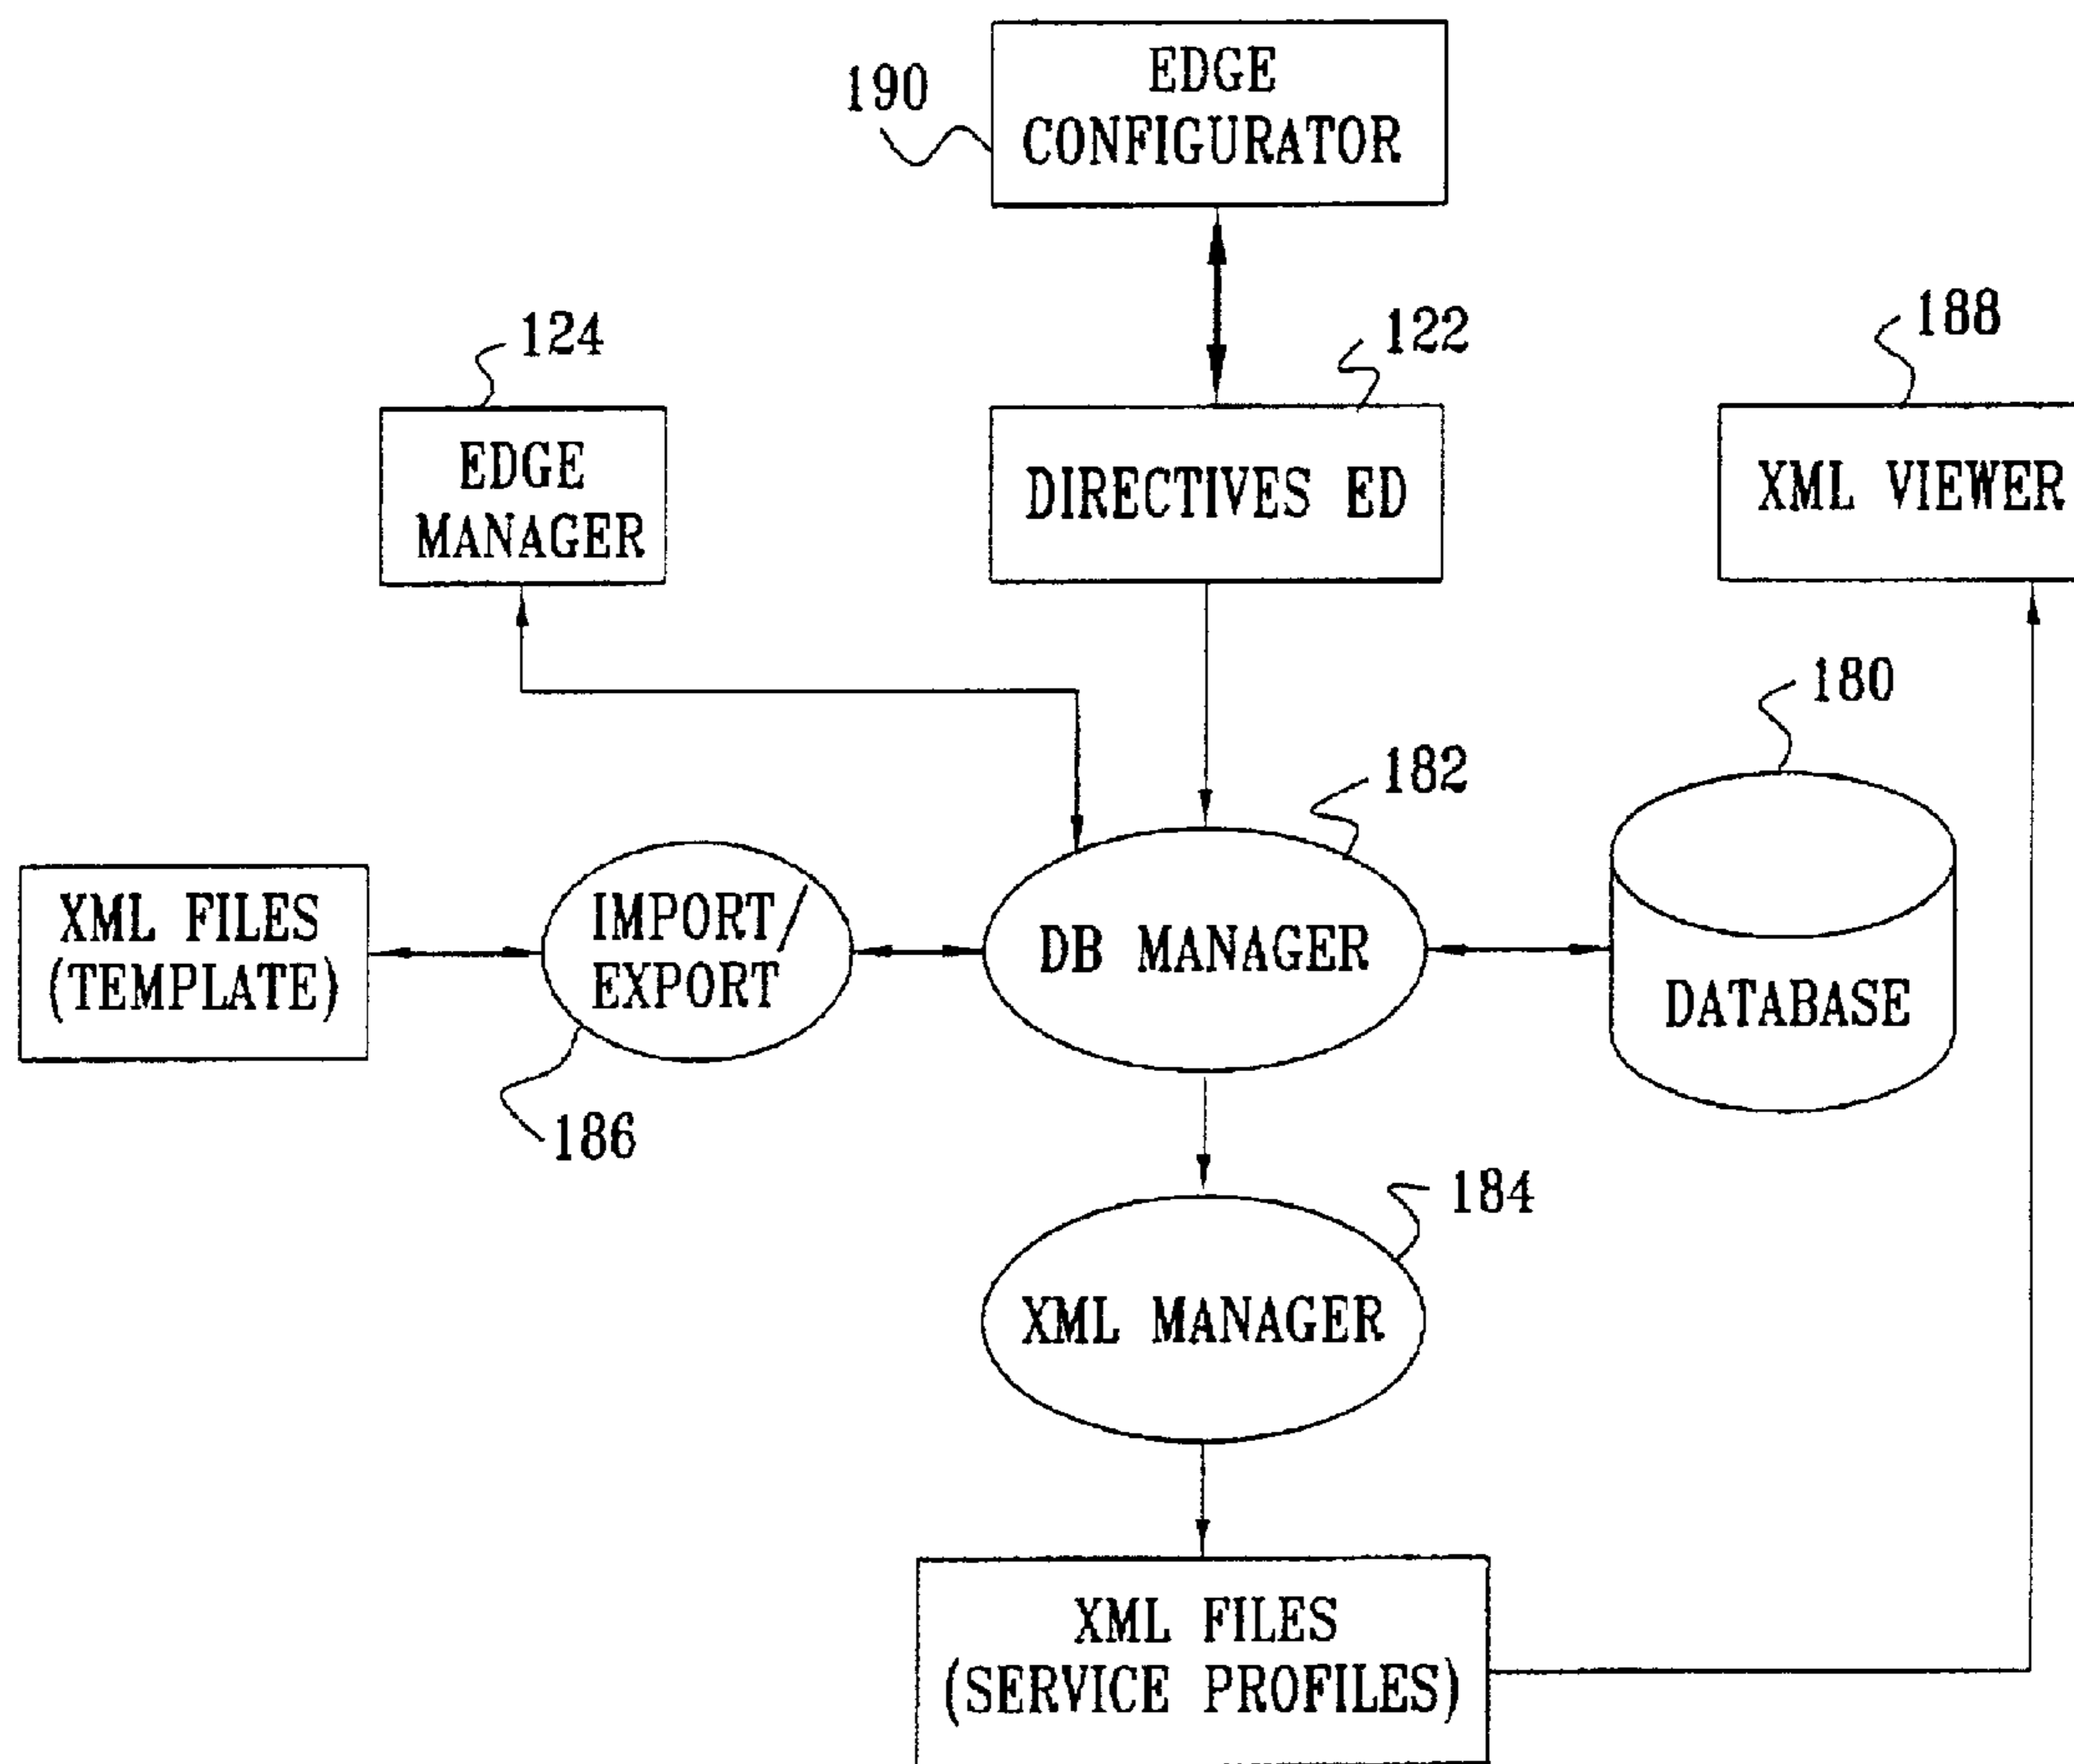 190
EDGE
CONFIGURATOR
124
122
188
EDGE
MANAGER
DIRECTIVES ED
XML VIEWER
180
182
XML FILES
(TEMPLATE)
IMPORT/
EXPORT
DB MANAGER
DATABASE
186
184
XML MANAGER
XML FILES
(SERVICE PROFILES)